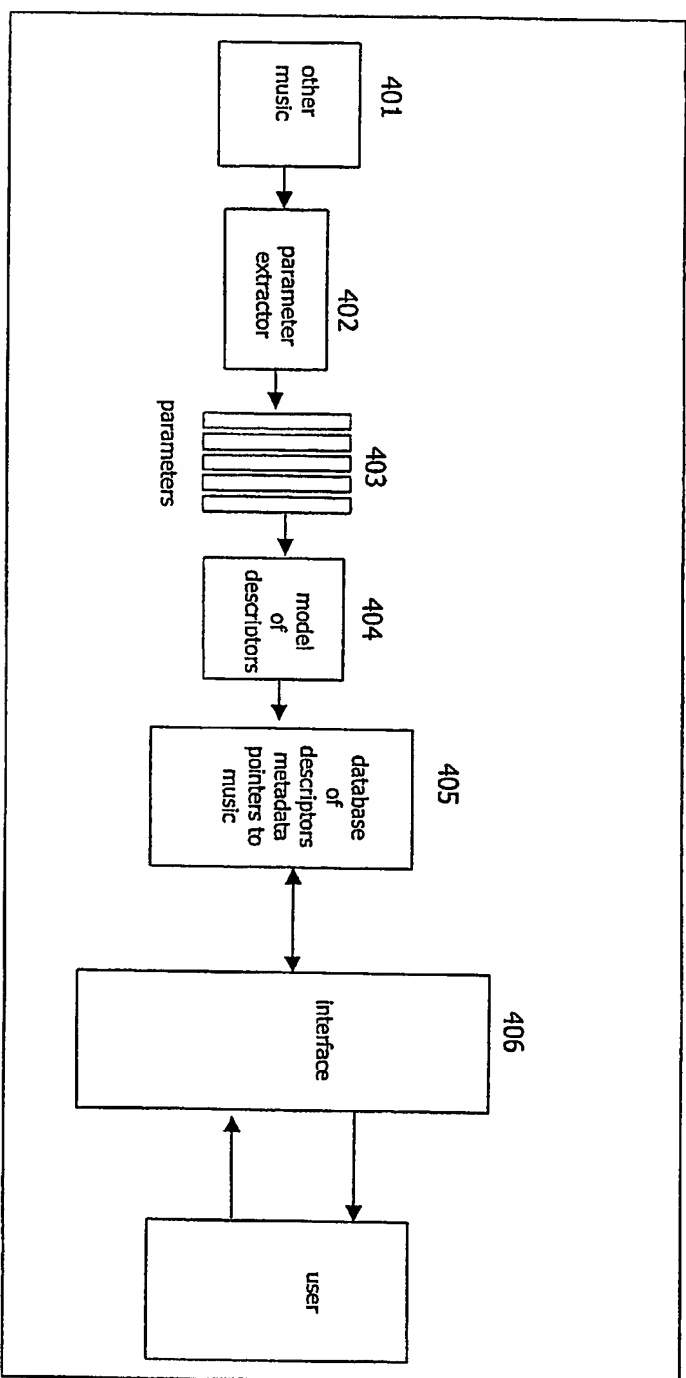 401
other
music
402
parameter
extractor
403
parameters
404
model
of
descriptors
405
database
of
descriptors
metadata
pointers to
music
406
interface
user